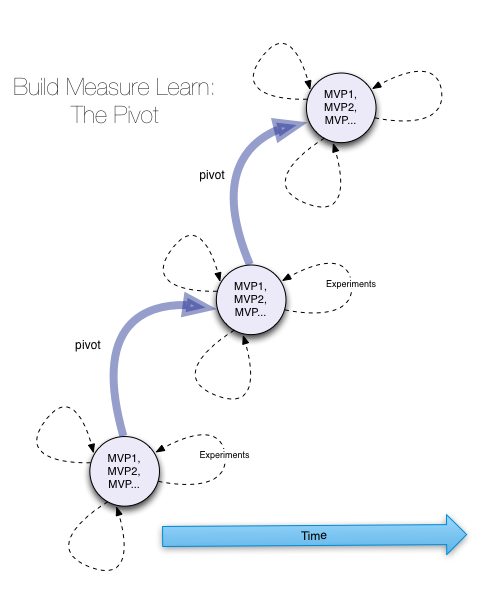 Build Measure Learn:
The Pivot
MVP1,
MVP2,
MVP...
pivot
MVP1,
MVP2,
MVP...
Experiments
pivot
MVP1,
MVP2,
MVP...
Experiments
Time